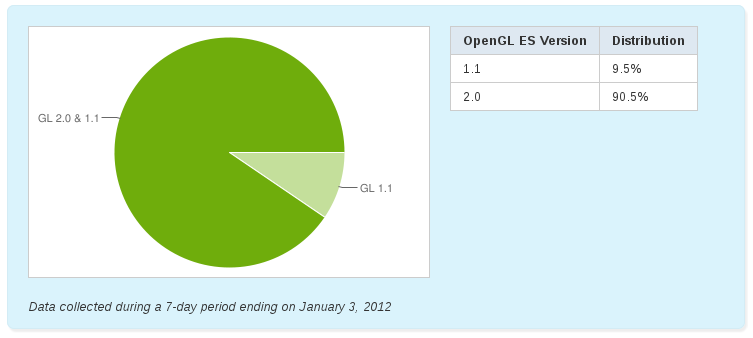 GL 2.0 & 1.1
GL 1.1
OpenGL ES Version Distribution
1.1 9.5%
2.0 90.5%
Data collected during a 7-day period ending on January 3, 2012